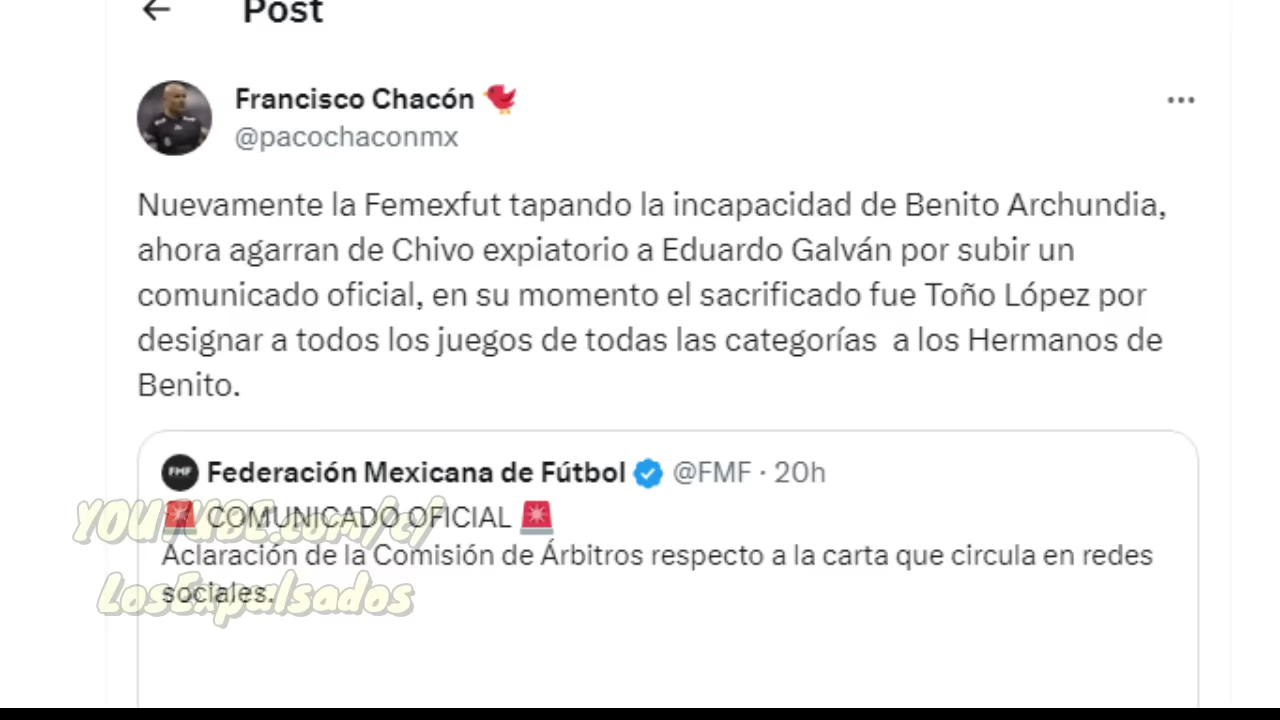 Post
Francisco Chacón
@pacochaconmx
Nuevamente la Femexfut tapando la incapacidad de Benito Archundia,
ahora agarran de Chivo expiatorio a Eduardo Galván por subir un
comunicado oficial, en su momento el sacrificado fue Toño López por
designar a todos los juegos de todas las categorías a los Hermanos de
Benito.
FMF Federación Mexicana de Fútbol @FMF · 20h
🚨 COMUNICADO OFICIAL 🚨
YOUTUBE.com/c/
Aclaración de la Comisión de Árbitros respecto a la carta que circula en redes
sociales.
LosExpulsados